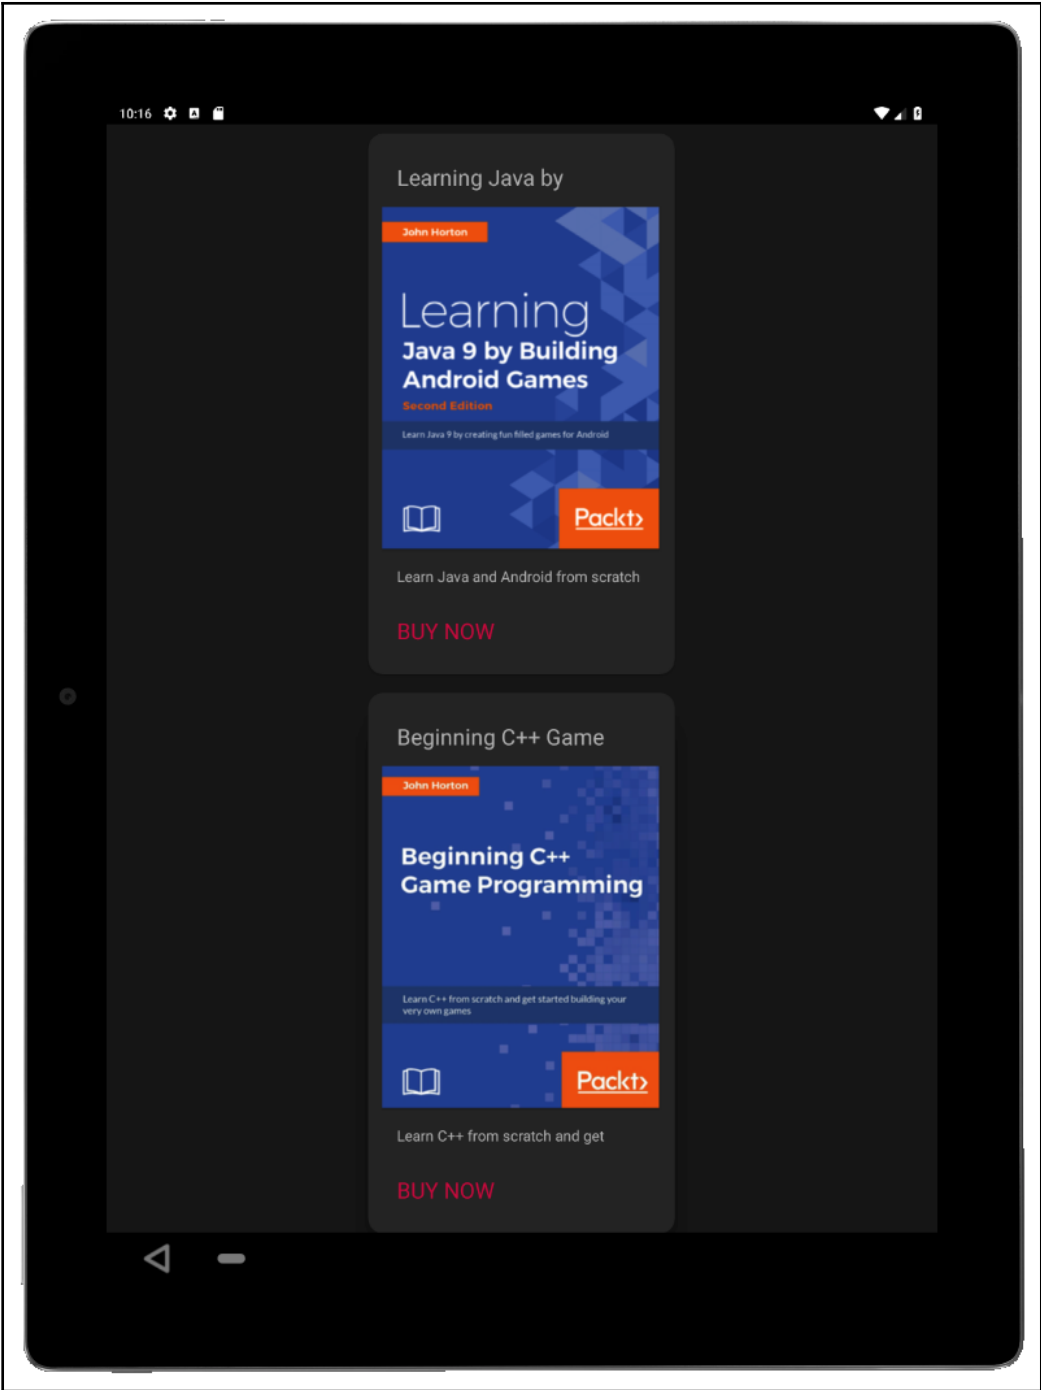 10:16
Learning Java by
John Horton
Learning
Java 9 by Building
Android Games
Second Edition
Learn Java 9 by creating fun filled games for Android
Packt>
Learn Java and Android from scratch
BUY NOW
Beginning C++ Game
John Horton
Beginning C++
Game Programming
Learn C++ from scratch and get started building your
very own games
Packt>
Learn C++ from scratch and get
BUY NOW